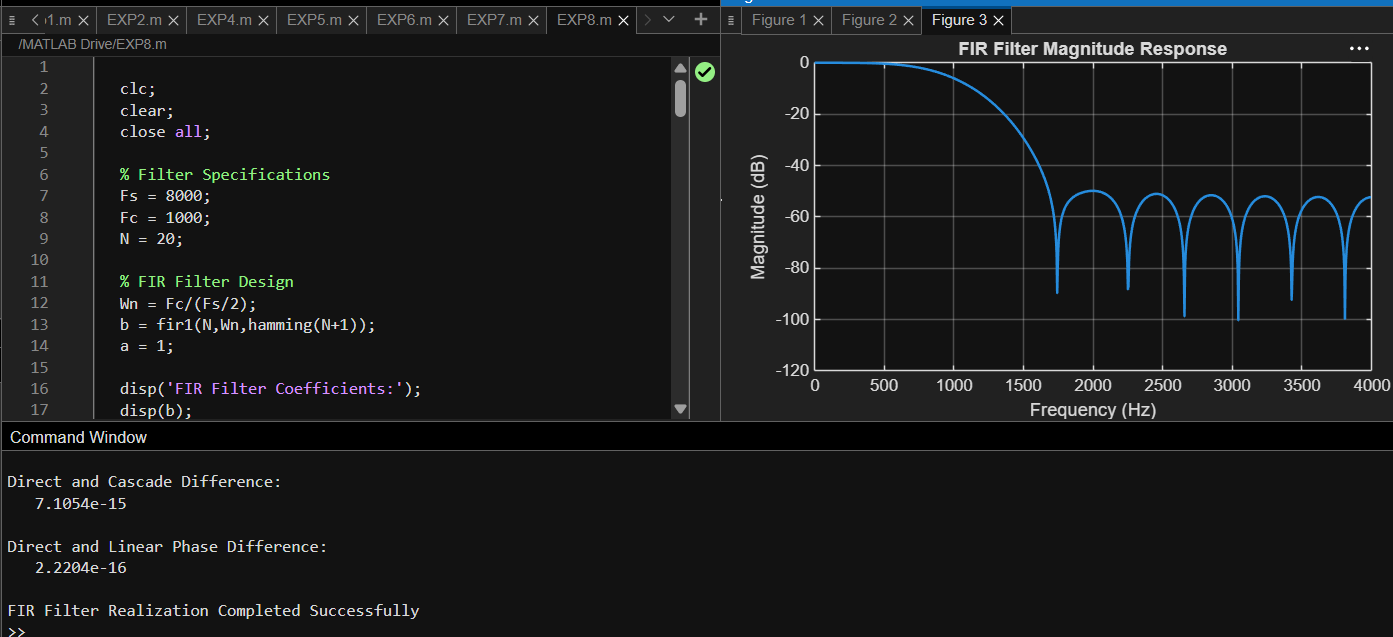 1.m × EXP2.m × EXP4.m × EXP5.m × EXP6.m × EXP7.m × EXP8.m ×
/MATLAB Drive/EXP8.m
1
2 clc;
3 clear;
4 close all;
5
6 % Filter Specifications
7 Fs = 8000;
8 Fc = 1000;
9 N = 20;
10
11 % FIR Filter Design
12 Wn = Fc/(Fs/2);
13 b = fir1(N,Wn,hamming(N+1));
14 a = 1;
15
16 disp('FIR Filter Coefficients:');
17 disp(b);
Figure 1 × Figure 2 × Figure 3 ×
FIR Filter Magnitude Response
Magnitude (dB)
0
-20
-40
-60
-80
-100
-120
0 500 1000 1500 2000 2500 3000 3500 4000
Frequency (Hz)
Command Window
Direct and Cascade Difference:
7.1054e-15
Direct and Linear Phase Difference:
2.2204e-16
FIR Filter Realization Completed Successfully
>>